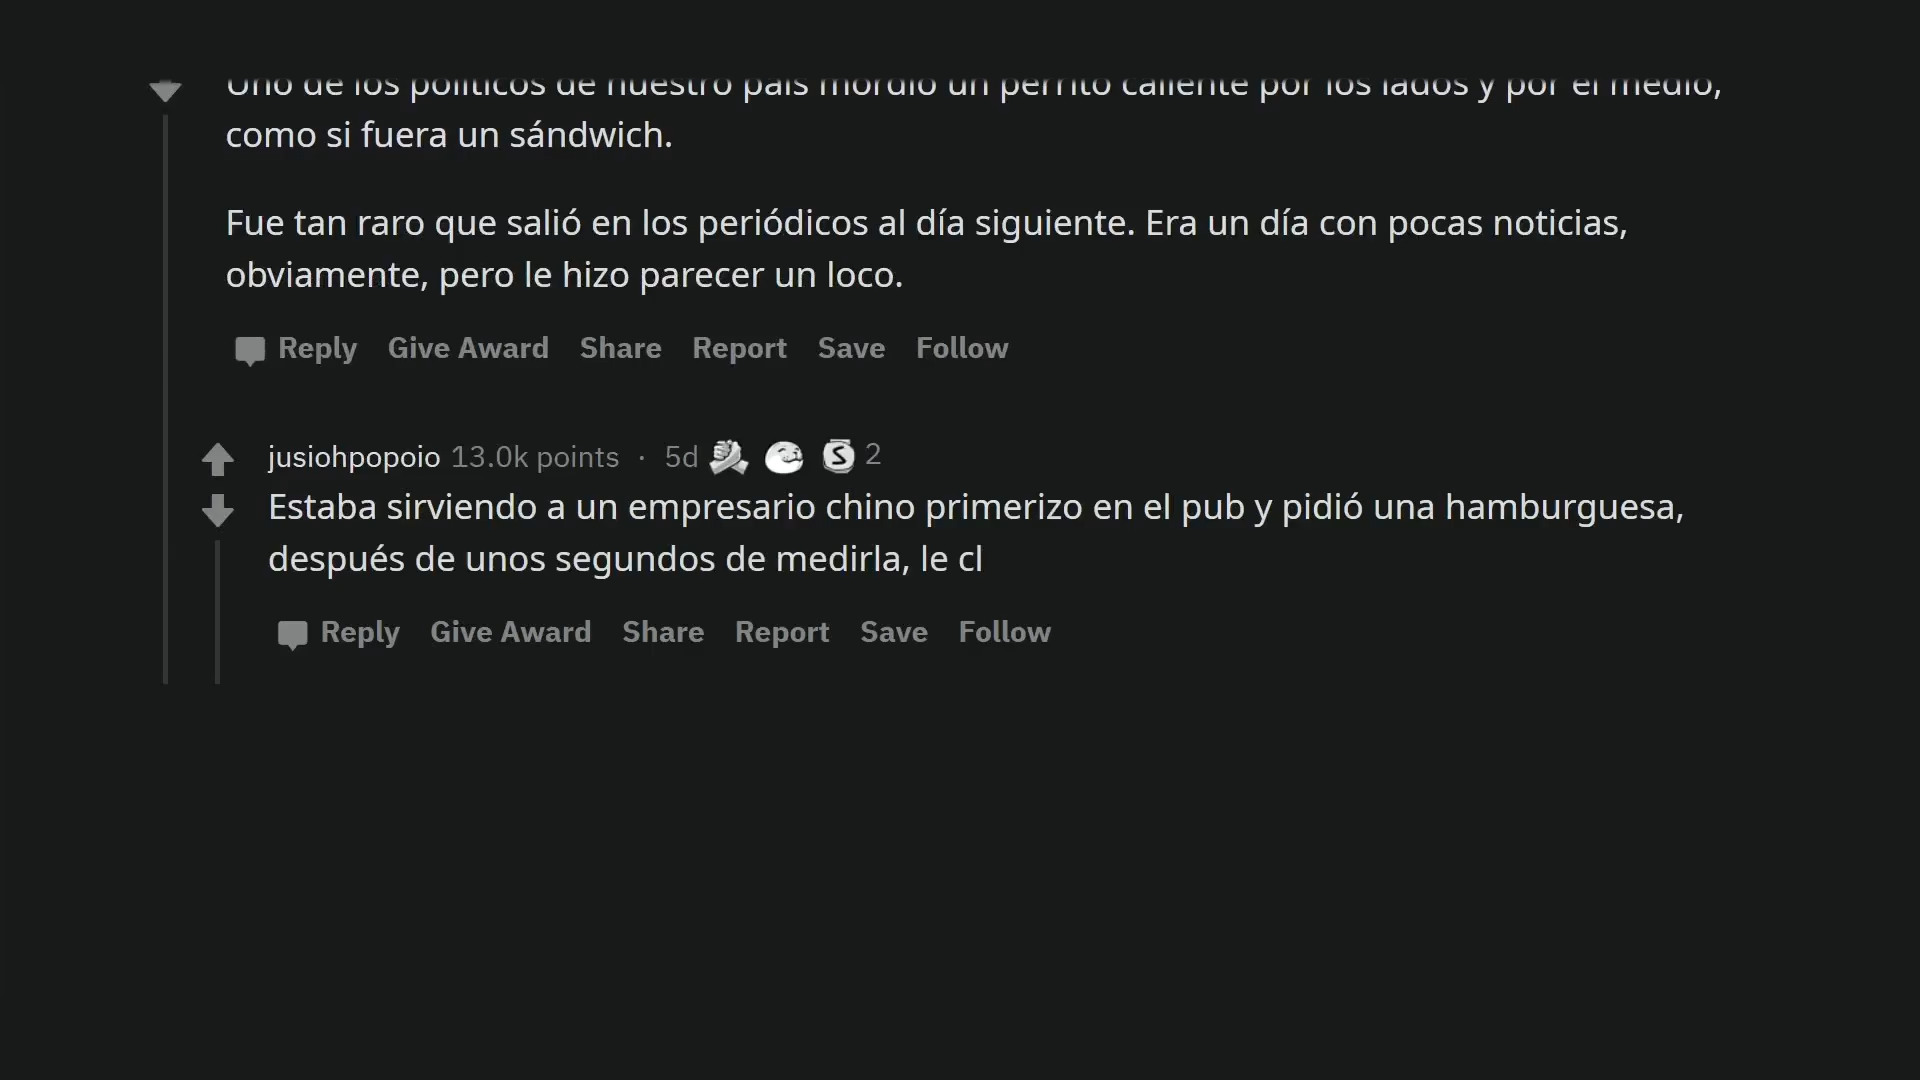 Uno de los políticos de nuestro país mordió un perrito caliente por los lados y por el medio,
como si fuera un sándwich.
Fue tan raro que salió en los periódicos al día siguiente. Era un día con pocas noticias,
obviamente, pero le hizo parecer un loco.
Reply Give Award Share Report Save Follow
jusiohpopoio 13.0k points · 5d S 2
Estaba sirviendo a un empresario chino primerizo en el pub y pidió una hamburguesa,
después de unos segundos de medirla, le cl
Reply Give Award Share Report Save Follow